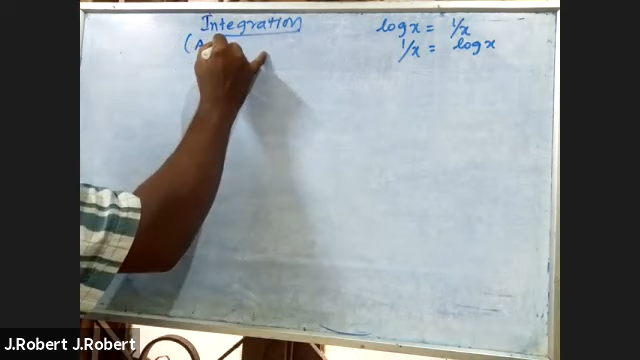 Integration
(A
log x = 1/x
1/x = log x
J.Robert J.Robert